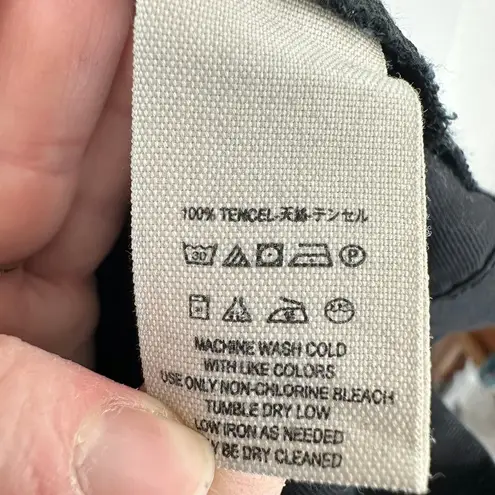 100% TENCEL-天絲-テンセル
30 P
MACHINE WASH COLD
WITH LIKE COLORS
USE ONLY NON-CHLORINE BLEACH
TUMBLE DRY LOW
LOW IRON AS NEEDED
BE DRY CLEANED